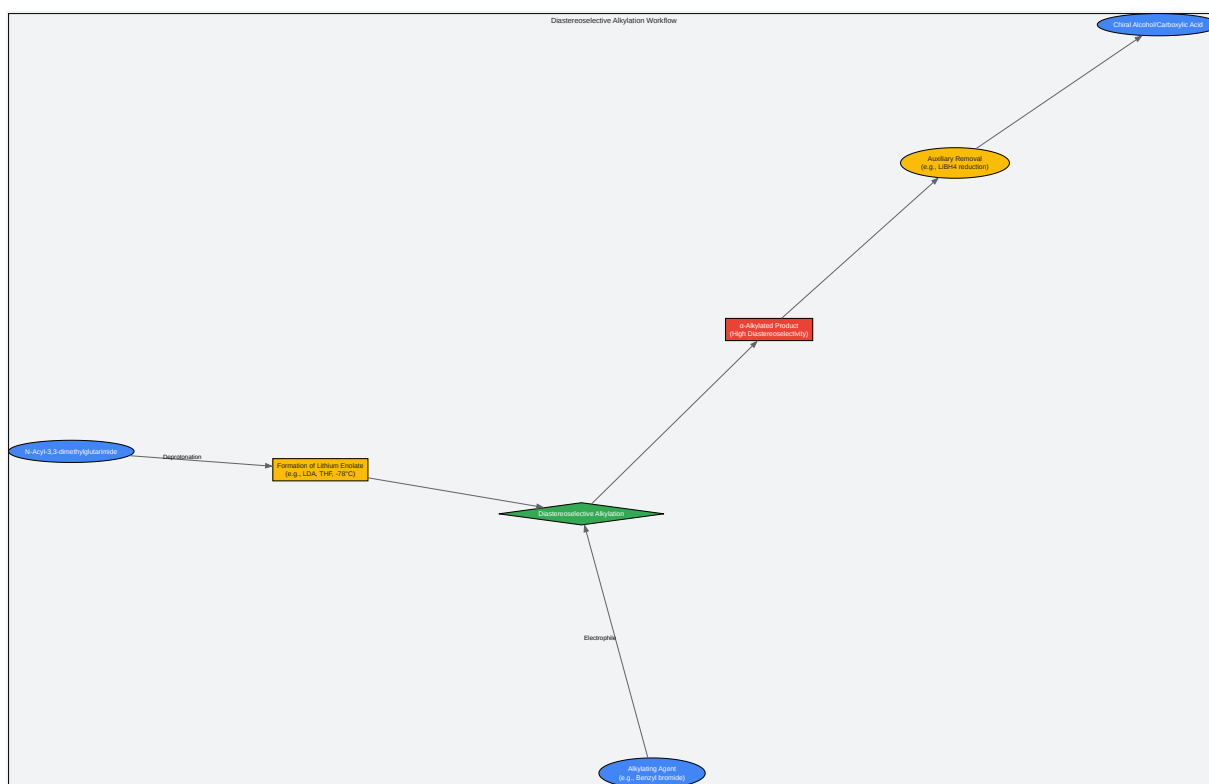 Diastereoselective Alkylation Workflow
Chiral Alcohol/Carboxylic Acid
Auxiliary Removal
(e.g., LiBH4 reduction)
α-Alkylated Product
(High Diastereoselectivity)
N-Acyl-3,3-dimethylglutarimide
Deprotonation
Formation of Lithium Enolate
(e.g., LDA, THF, -78°C)
Diastereoselective Alkylation
Electrophile
Alkylating Agent
(e.g., Benzyl bromide)